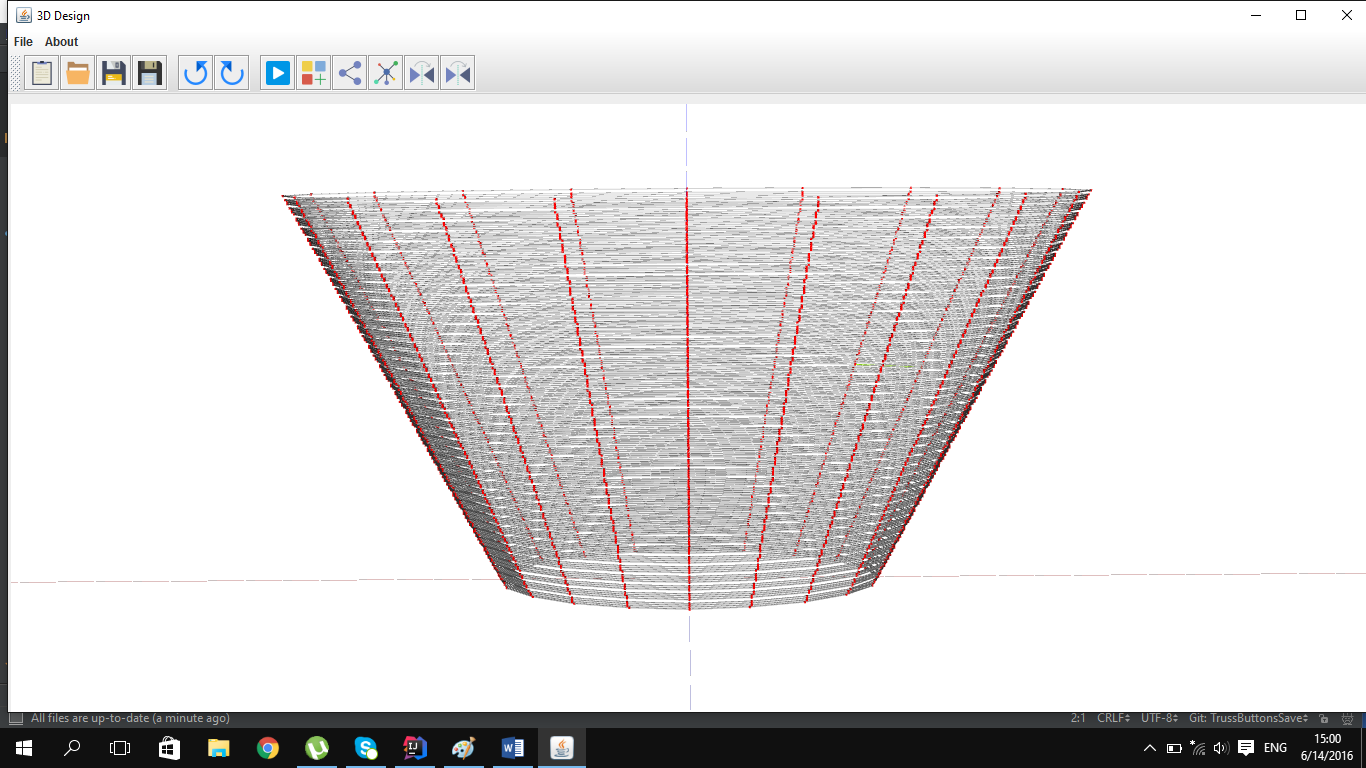 3D Design
File About
All files are up-to-date (a minute ago)
2:1 CRLF UTF-8 Git: TrussButtonsSave
ENG
15:00
6/14/2016